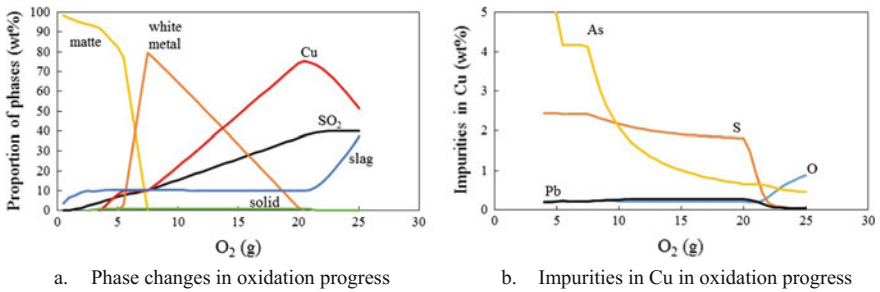 Proportion of phases (wt%)
100
90
80
70
60
50
40
30
20
10
0
matte
white
metal
Cu
SO2
slag
solid
0 5 10 15 20 25 30
O2 (g)
a. Phase changes in oxidation progress
Impurities in Cu (wt%)
5
4
3
2
1
0
As
S
O
Pb
0 5 10 15 20 25 30
O2 (g)
b. Impurities in Cu in oxidation progress